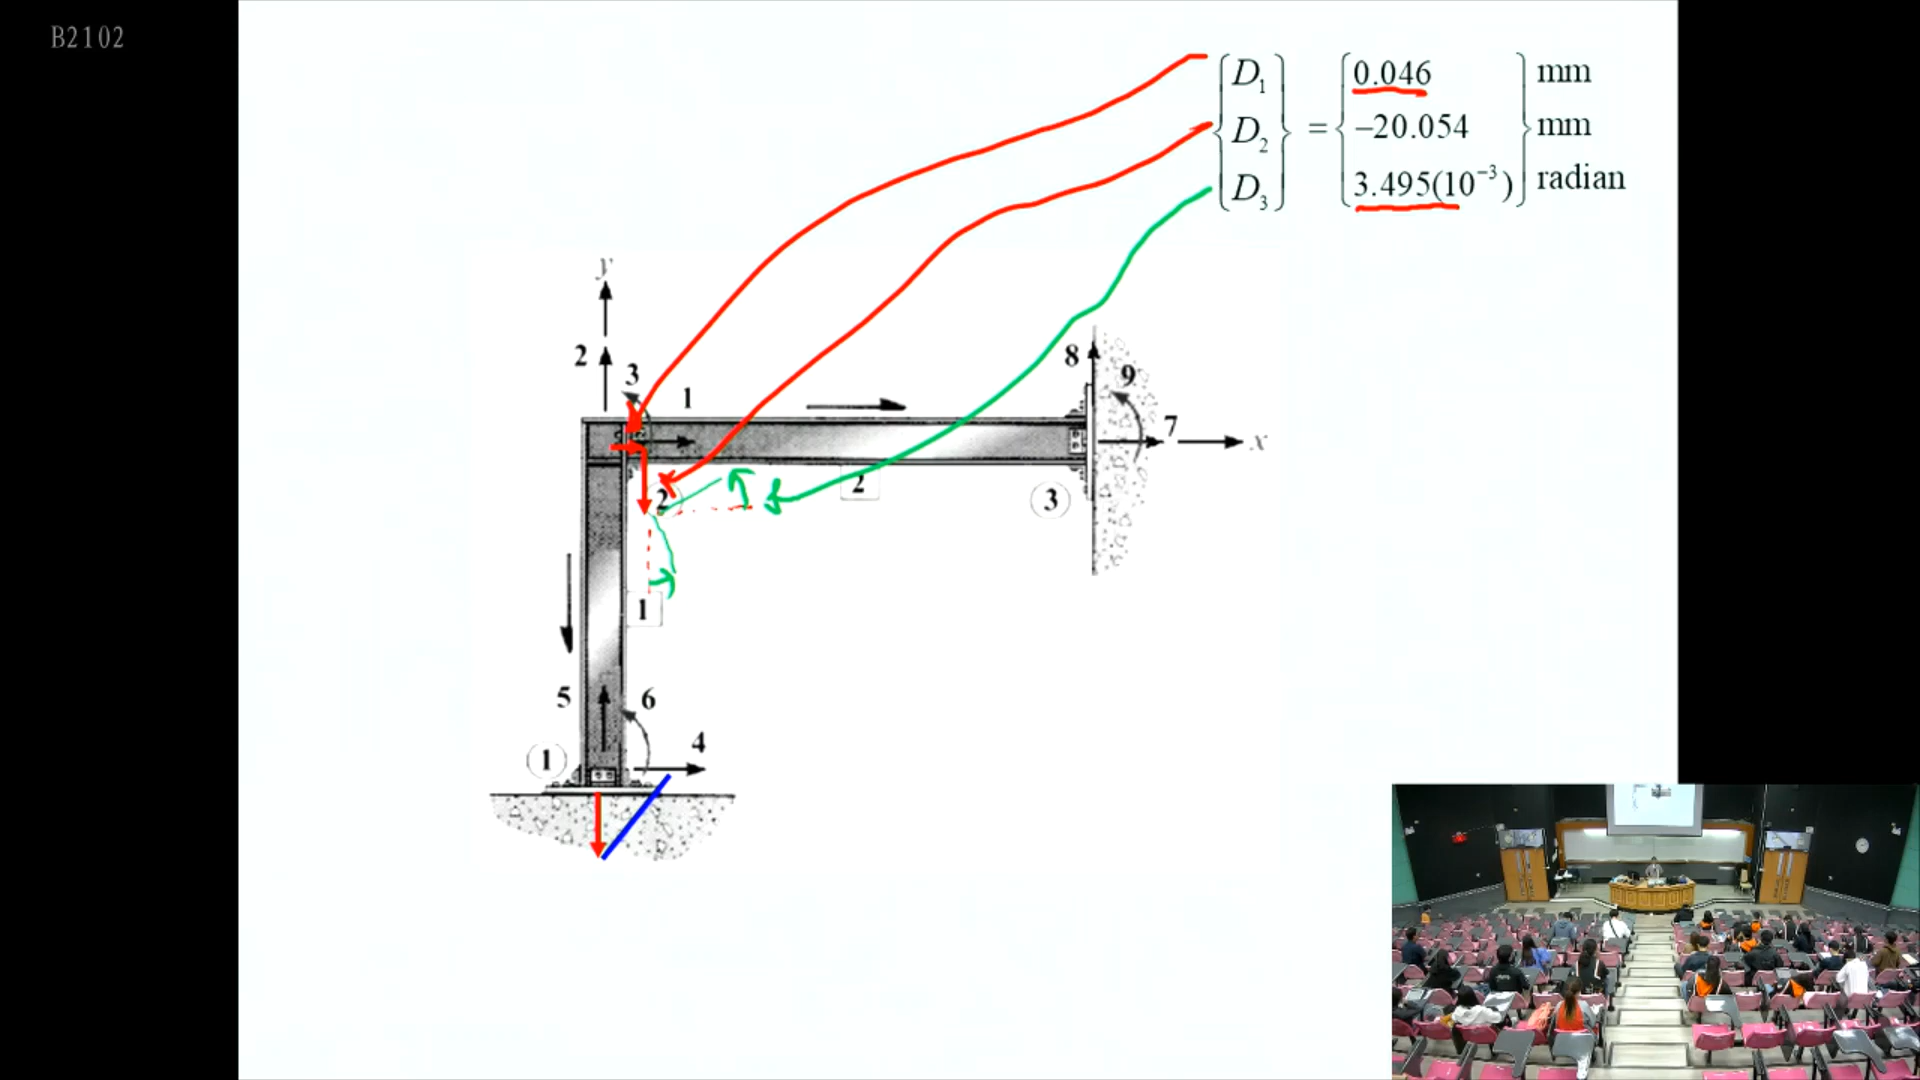 B2102
{D1} = {0.046} mm
{D2} {−20.054} mm
{D3} {3.495(10⁻³)} radian
y
2
3
1
8
9
7
x
2
2
3
1
5
6
4
1